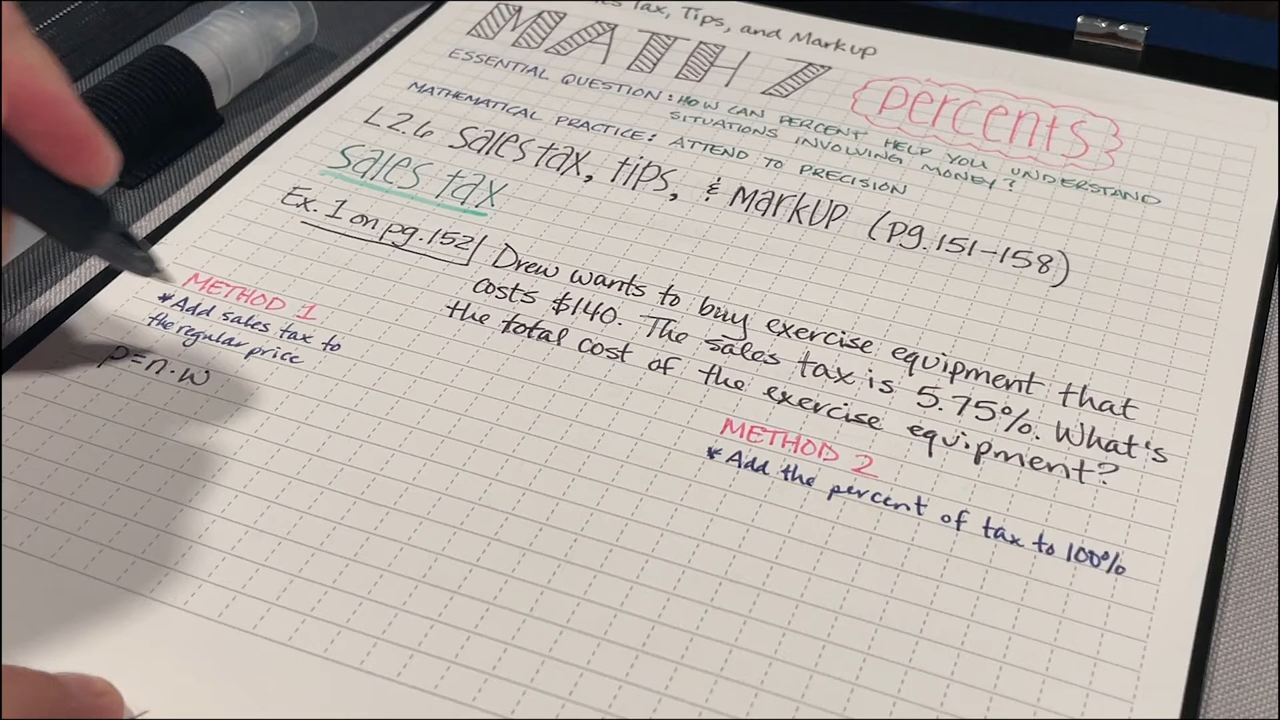 Tax, Tips, and Markup
MATH 7
percents
ESSENTIAL QUESTION: HOW CAN PERCENT HELP YOU UNDERSTAND
SITUATIONS INVOLVING MONEY?
MATHEMATICAL PRACTICE: ATTEND TO PRECISION
L2.6 sales tax, tips, & markup (pg. 151-158)
sales tax
Ex. 1 on pg. 152 Drew wants to buy exercise equipment that
costs $140. The sales tax is 5.75%. What's
the total cost of the exercise equipment?
METHOD 1
*Add sales tax to
the regular price
p=n·w
METHOD 2
*Add the percent of tax to 100%